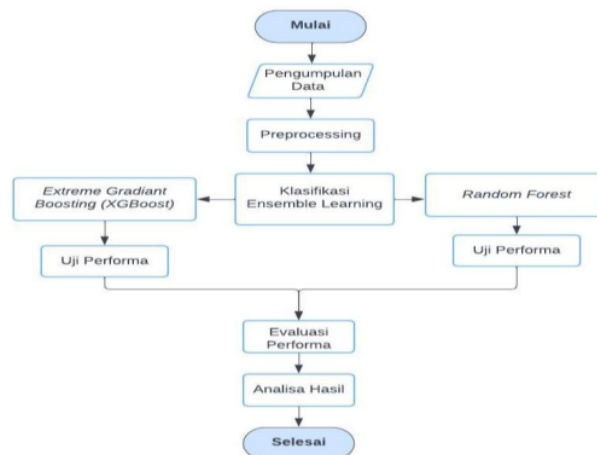 Mulai
Pengumpulan
Data
Preprocessing
Extreme Gradiant
Boosting (XGBoost)
Klasifikasi
Ensemble Learning
Random Forest
Uji Performa
Uji Performa
Evaluasi
Performa
Analisa Hasil
Selesai